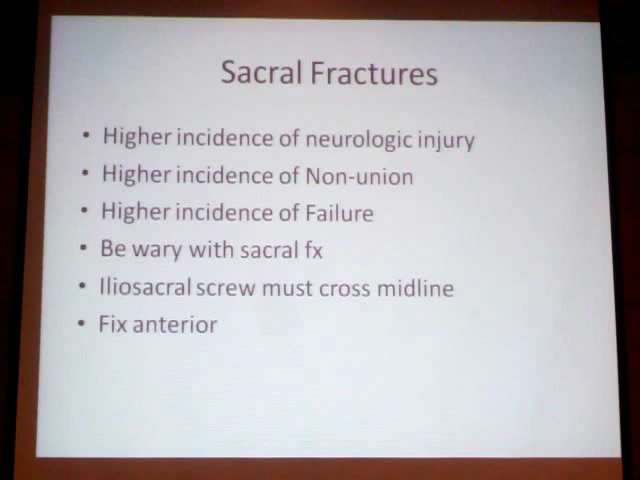 Sacral Fractures
• Higher incidence of neurologic injury
• Higher incidence of Non-union
• Higher incidence of Failure
• Be wary with sacral fx
• Iliosacral screw must cross midline
• Fix anterior